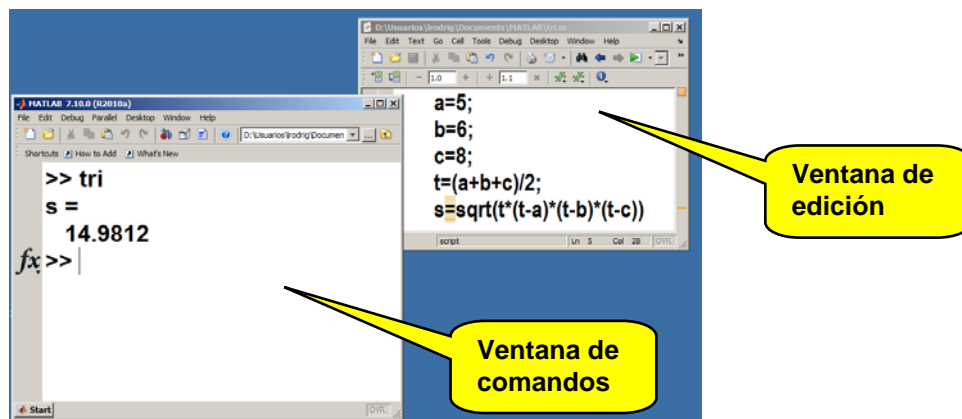 D:\Usuarios\lrodrig\Documents\MATLAB\tri.m
File Edit Text Go Cell Tools Debug Desktop Window Help
1.0
1.1
a=5;
b=6;
c=8;
t=(a+b+c)/2;
s=sqrt(t*(t-a)*(t-b)*(t-c))
script Ln 5 Col 28 OVR
MATLAB 7.10.0 (R2010a)
File Edit Debug Parallel Desktop Window Help
D:\Usuarios\lrodrig\Documen
Shortcuts How to Add What's New
>> tri
s =
14.9812
fx >>
Start OVR
Ventana de
edición
Ventana de
comandos